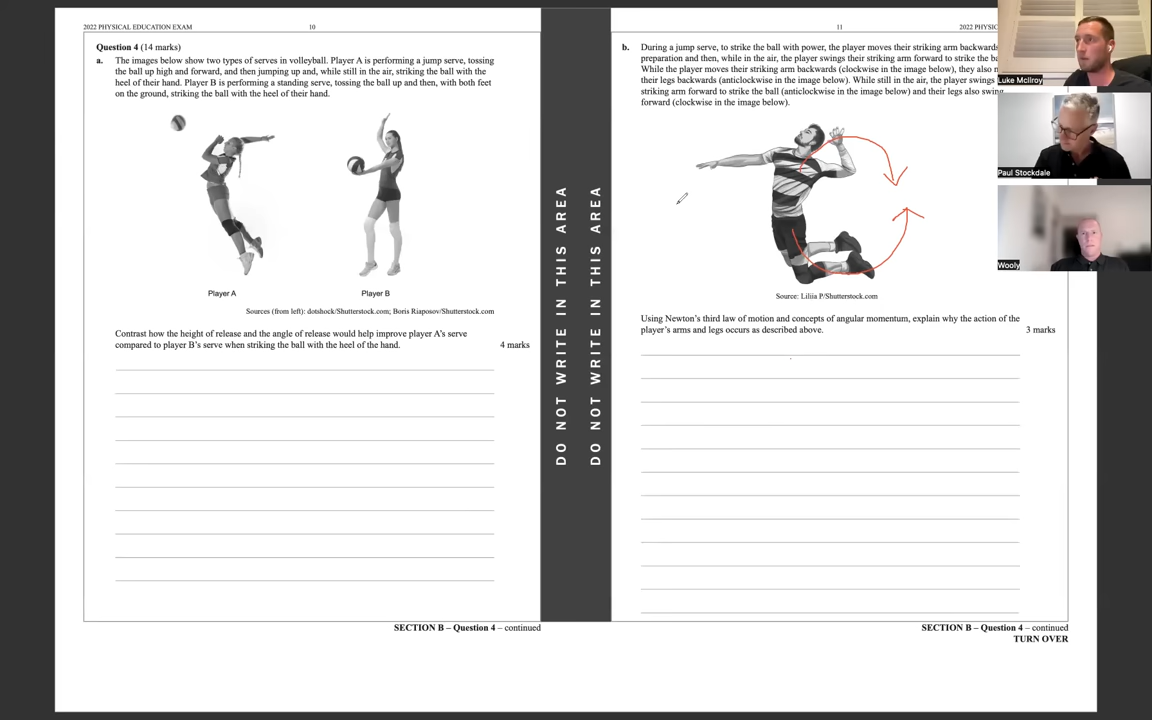 2022 PHYSICAL EDUCATION EXAM
10
Question 4 (14 marks)
a. The images below show two types of serves in volleyball. Player A is performing a jump serve, tossing
the ball up high and forward, and then jumping up and, while still in the air, striking the ball with the
heel of their hand. Player B is performing a standing serve, tossing the ball up and then, with both feet
on the ground, striking the ball with the heel of their hand.
Player A
Player B
Sources (from left): dotshock/Shutterstock.com; Boris Riaposov/Shutterstock.com
Contrast how the height of release and the angle of release would help improve player A's serve
compared to player B's serve when striking the ball with the heel of the hand.
4 marks
SECTION B – Question 4 – continued
DO NOT WRITE IN THIS AREA
DO NOT WRITE IN THIS AREA
11
2022 PHYSIC
b. During a jump serve, to strike the ball with power, the player moves their striking arm backwards
preparation and then, while in the air, the player swings their striking arm forward to strike the ba
While the player moves their striking arm backwards (clockwise in the image below), they also
their legs backwards (anticlockwise in the image below). While still in the air, the player swings
striking arm forward to strike the ball (anticlockwise in the image below) and their legs also swing
forward (clockwise in the image below).
Source: Liliia P/Shutterstock.com
Using Newton's third law of motion and concepts of angular momentum, explain why the action of the
player's arms and legs occurs as described above.
3 marks
SECTION B – Question 4 – continued
TURN OVER
Luke McIlroy
Paul Stockdale
Wooly